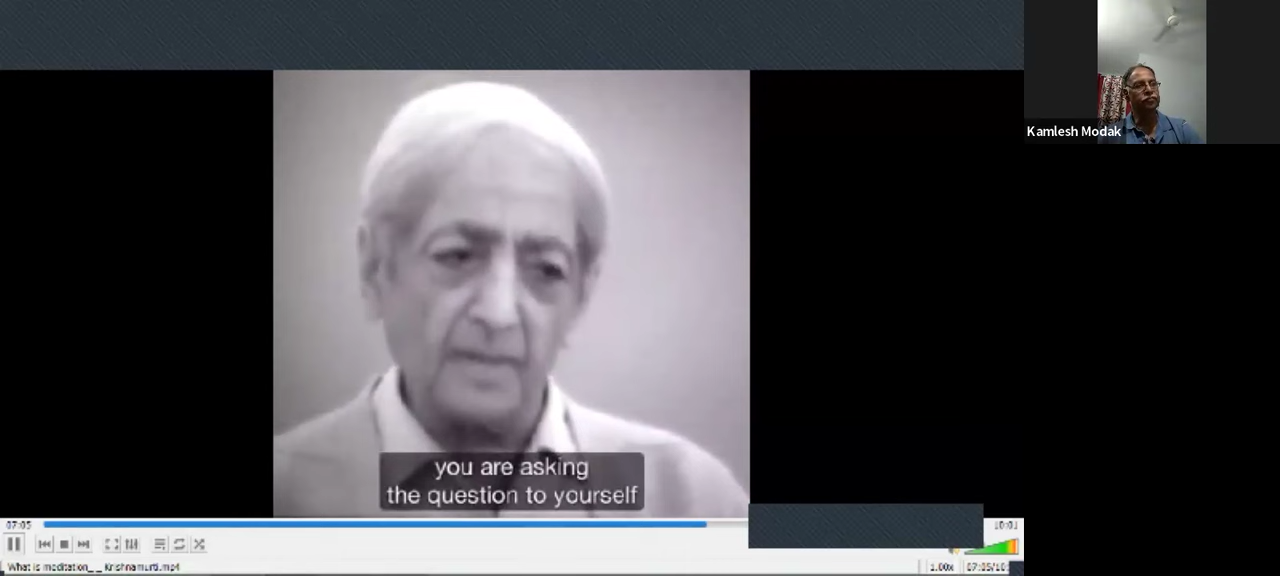 Kamlesh Modak
you are asking
the question to yourself
07:05
10:01
What is meditation_ _ Krishnamurti.mp4
1.00x
07:05/10: